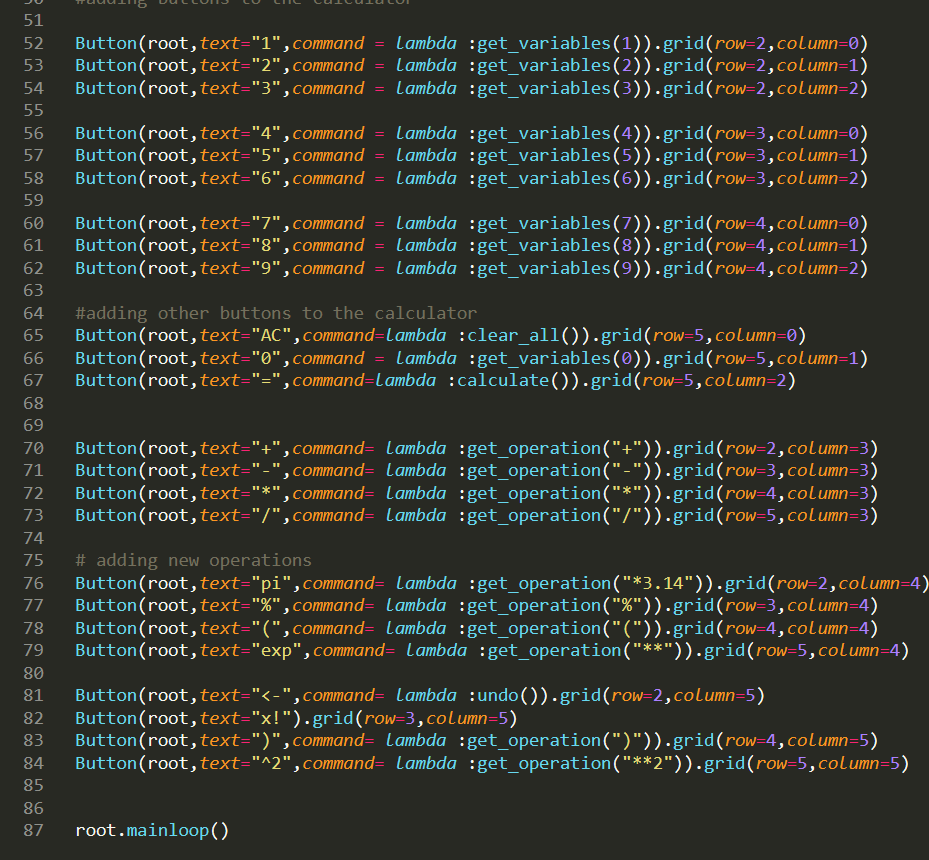 50 #adding buttons to the calculator
51
52 Button(root,text="1",command = lambda :get_variables(1)).grid(row=2,column=0)
53 Button(root,text="2",command = lambda :get_variables(2)).grid(row=2,column=1)
54 Button(root,text="3",command = lambda :get_variables(3)).grid(row=2,column=2)
55
56 Button(root,text="4",command = lambda :get_variables(4)).grid(row=3,column=0)
57 Button(root,text="5",command = lambda :get_variables(5)).grid(row=3,column=1)
58 Button(root,text="6",command = lambda :get_variables(6)).grid(row=3,column=2)
59
60 Button(root,text="7",command = lambda :get_variables(7)).grid(row=4,column=0)
61 Button(root,text="8",command = lambda :get_variables(8)).grid(row=4,column=1)
62 Button(root,text="9",command = lambda :get_variables(9)).grid(row=4,column=2)
63
64 #adding other buttons to the calculator
65 Button(root,text="AC",command=lambda :clear_all()).grid(row=5,column=0)
66 Button(root,text="0",command = lambda :get_variables(0)).grid(row=5,column=1)
67 Button(root,text="=",command=lambda :calculate()).grid(row=5,column=2)
68
69
70 Button(root,text="+",command= lambda :get_operation("+")).grid(row=2,column=3)
71 Button(root,text="-",command= lambda :get_operation("-")).grid(row=3,column=3)
72 Button(root,text="*",command= lambda :get_operation("*")).grid(row=4,column=3)
73 Button(root,text="/",command= lambda :get_operation("/")).grid(row=5,column=3)
74
75 # adding new operations
76 Button(root,text="pi",command= lambda :get_operation("*3.14")).grid(row=2,column=4)
77 Button(root,text="%",command= lambda :get_operation("%")).grid(row=3,column=4)
78 Button(root,text="(",command= lambda :get_operation("(")).grid(row=4,column=4)
79 Button(root,text="exp",command= lambda :get_operation("**")).grid(row=5,column=4)
80
81 Button(root,text="<-",command= lambda :undo()).grid(row=2,column=5)
82 Button(root,text="x!").grid(row=3,column=5)
83 Button(root,text=")",command= lambda :get_operation(")")).grid(row=4,column=5)
84 Button(root,text="^2",command= lambda :get_operation("**2")).grid(row=5,column=5)
85
86
87 root.mainloop()